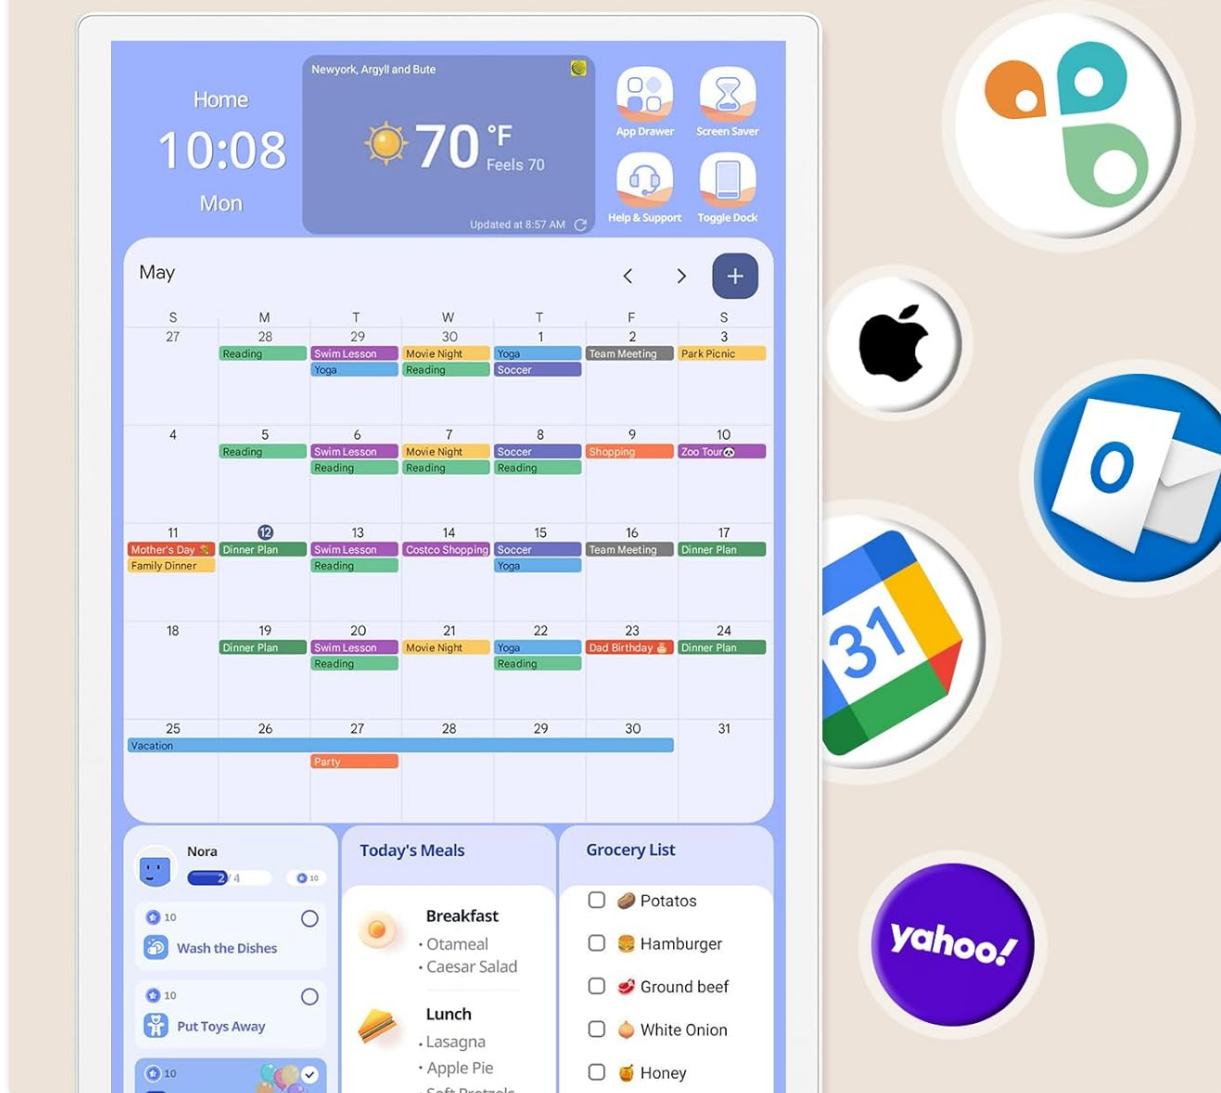 Home
10:08
Mon
Newyork, Argyll and Bute
70 °F
Feels 70
Updated at 8:57 AM
App Drawer
Screen Saver
Help & Support
Toggle Dock
May
+
S M T W T F S
27 28 29 30 1 2 3
Reading Swim Lesson Movie Night Yoga Team Meeting Park Picnic
Yoga Reading Soccer
4 5 6 7 8 9 10
Reading Swim Lesson Movie Night Soccer Shopping Zoo Tour🐼
Reading Reading Reading
11 12 13 14 15 16 17
Mother's Day Dinner Plan Swim Lesson Costco Shopping Soccer Team Meeting Dinner Plan
Family Dinner Reading Yoga
18 19 20 21 22 23 24
Dinner Plan Swim Lesson Movie Night Yoga Dad Birthday 🎂 Dinner Plan
Reading Reading
25 26 27 28 29 30 31
Vacation
Party
Nora
2/4
10
10
Wash the Dishes
10
Put Toys Away
10
Today's Meals
Breakfast
• Otameal
• Caesar Salad
Lunch
• Lasagna
• Apple Pie
• Soft Pretzels
Grocery List
Potatos
Hamburger
Ground beef
White Onion
Honey
O
31
yahoo!